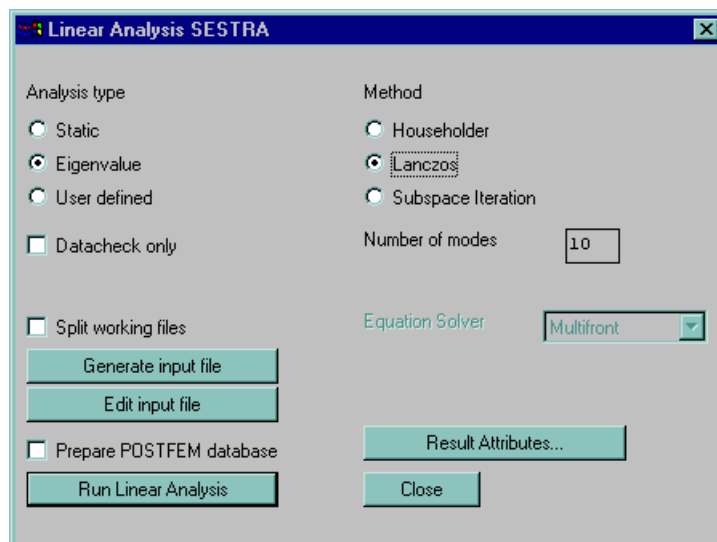 Linear Analysis SESTRA
Analysis type
Method
Static
Householder
Eigenvalue
Lanczos
User defined
Subspace Iteration
Datacheck only
Number of modes
10
Split working files
Equation Solver
Multifront
Generate input file
Edit input file
Prepare POSTFEM database
Result Attributes...
Run Linear Analysis
Close